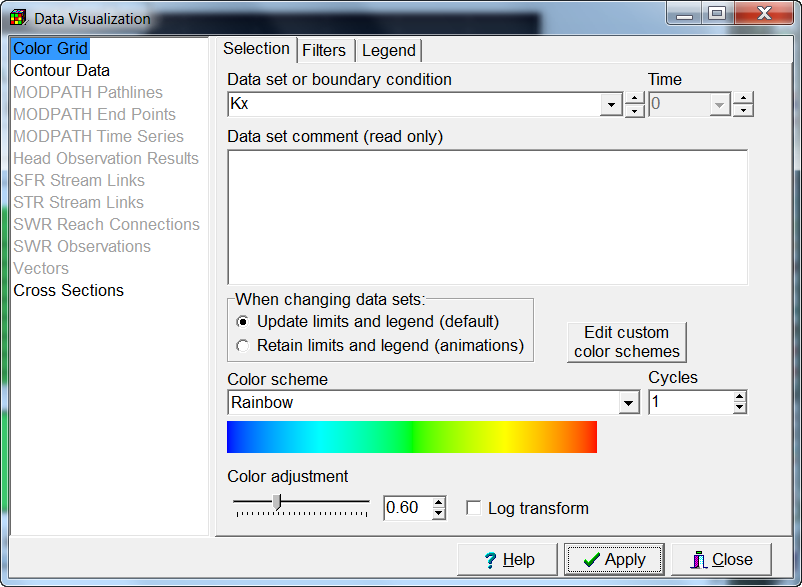 Data Visualization
Color Grid
Contour Data
MODPATH Pathlines
MODPATH End Points
MODPATH Time Series
Head Observation Results
SFR Stream Links
STR Stream Links
SWR Reach Connections
SWR Observations
Vectors
Cross Sections
Selection Filters Legend
Data set or boundary condition Time
Kx 0
Data set comment (read only)
When changing data sets:
Update limits and legend (default)
Retain limits and legend (animations)
Edit custom
color schemes
Color scheme Cycles
Rainbow 1
Color adjustment
0.60 Log transform
? Help Apply Close